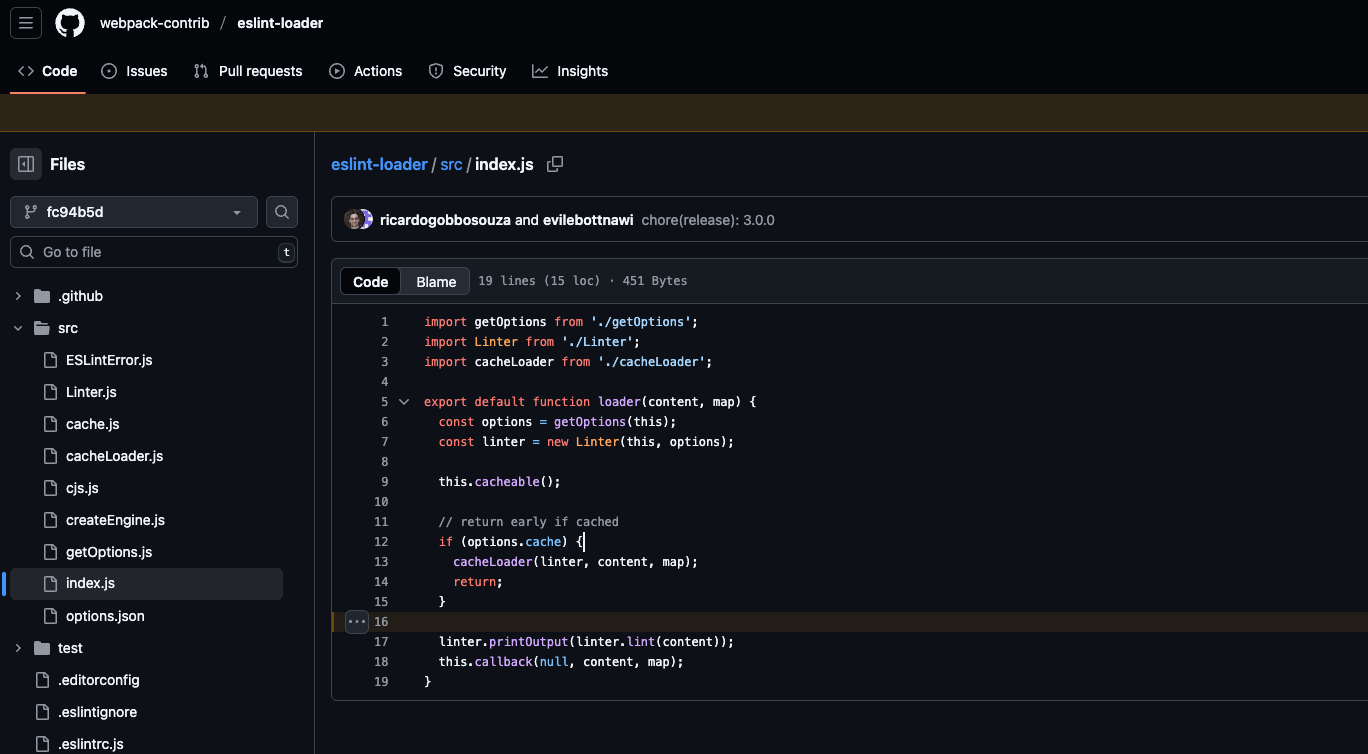 webpack-contrib / eslint-loader
Code Issues Pull requests Actions Security Insights
Files
fc94b5d
Go to file t
.github
src
ESLintError.js
Linter.js
cache.js
cacheLoader.js
cjs.js
createEngine.js
getOptions.js
index.js
options.json
test
.editorconfig
.eslintignore
.eslintrc.js
eslint-loader / src / index.js
ricardogobbosouza and evilebottnawi chore(release): 3.0.0
Code Blame 19 lines (15 loc) · 451 Bytes
1 import getOptions from './getOptions';
2 import Linter from './Linter';
3 import cacheLoader from './cacheLoader';
4
5 export default function loader(content, map) {
6 const options = getOptions(this);
7 const linter = new Linter(this, options);
8
9 this.cacheable();
10
11 // return early if cached
12 if (options.cache) {
13 cacheLoader(linter, content, map);
14 return;
15 }
16
17 linter.printOutput(linter.lint(content));
18 this.callback(null, content, map);
19 }